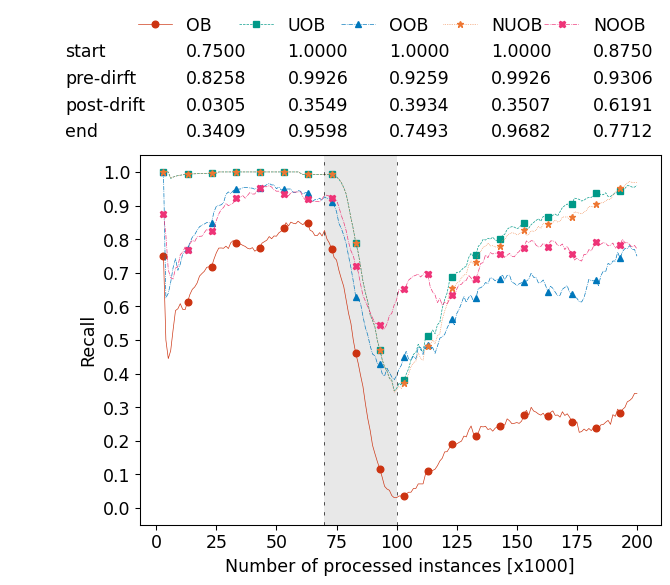 OB UOB OOB NUOB NOOB
start 0.7500 1.0000 1.0000 1.0000 0.8750
pre-dirft 0.8258 0.9926 0.9259 0.9926 0.9306
post-drift 0.0305 0.3549 0.3934 0.3507 0.6191
end 0.3409 0.9598 0.7493 0.9682 0.7712
1.0
0.9
0.8
0.7
0.6
0.5
0.4
0.3
0.2
0.1
0.0
Recall
0 25 50 75 100 125 150 175 200
Number of processed instances [x1000]